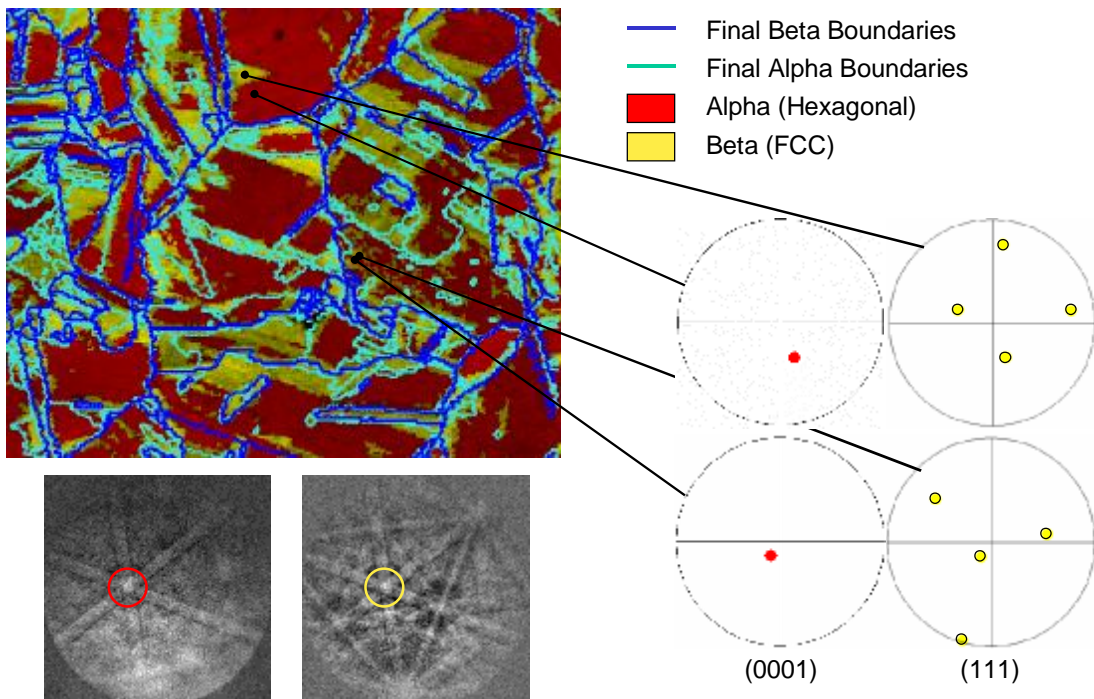 Final Beta Boundaries
Final Alpha Boundaries
Alpha (Hexagonal)
Beta (FCC)
(0001)
(111)